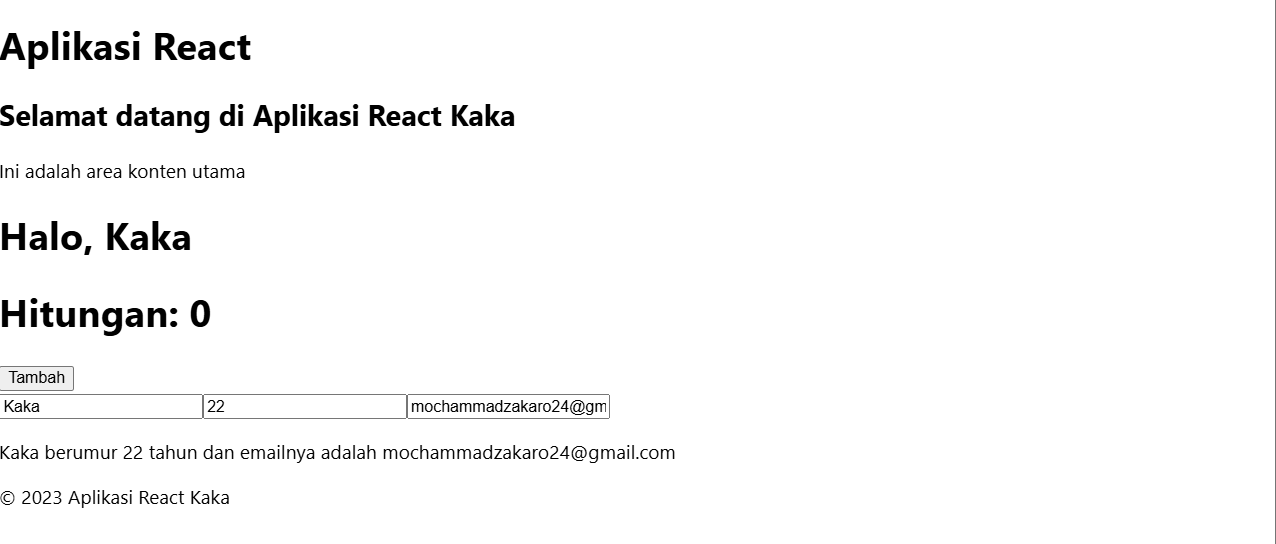 Aplikasi React
Selamat datang di Aplikasi React Kaka
Ini adalah area konten utama
Halo, Kaka
Hitungan: 0
Tambah
Kaka 22 mochammadzakaro24@gm
Kaka berumur 22 tahun dan emailnya adalah mochammadzakaro24@gmail.com
© 2023 Aplikasi React Kaka